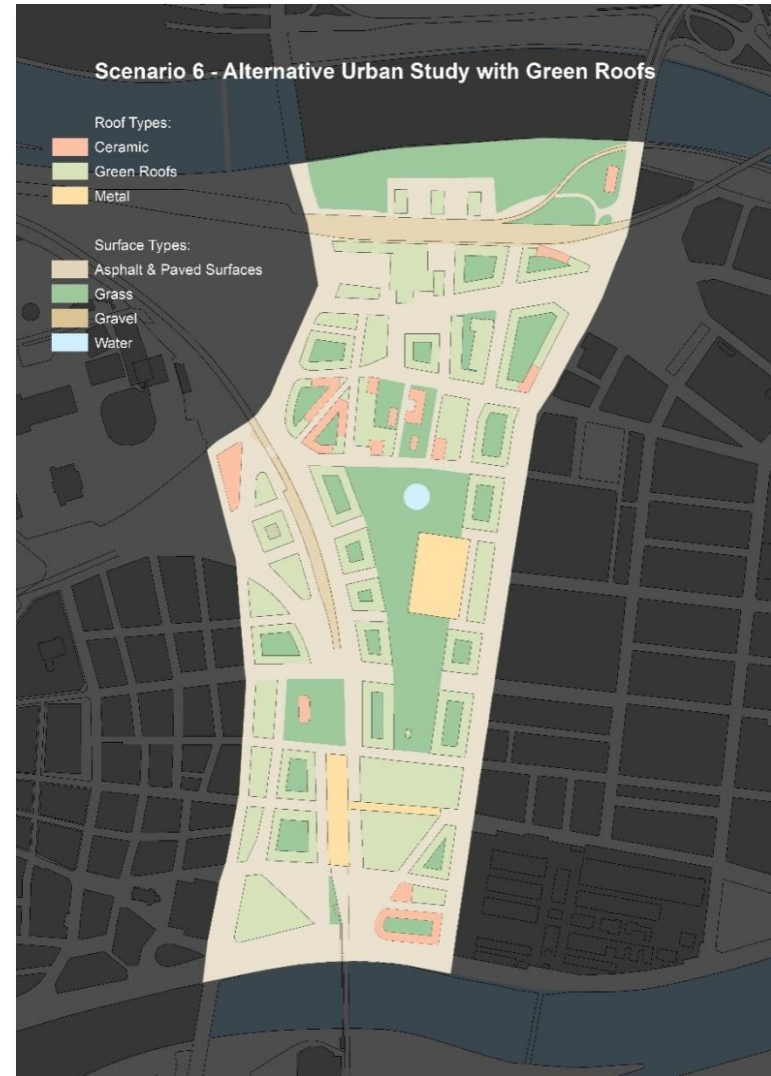 Scenario 6 - Alternative Urban Study with Green Roofs
Roof Types:
Ceramic
Green Roofs
Metal
Surface Types:
Asphalt & Paved Surfaces
Grass
Gravel
Water